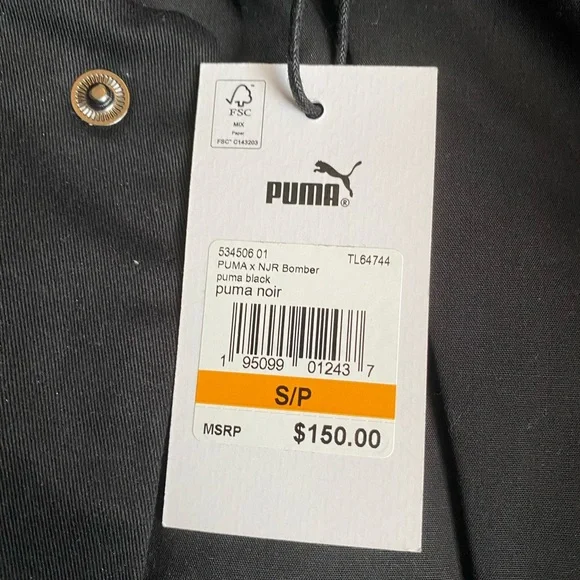 FSC
MIX
Paper
FSC™ C143203
PUMA®
534506 01 TL64744
PUMA x NJR Bomber
puma black
puma noir
1 95099 01243 7
S/P
MSRP $150.00